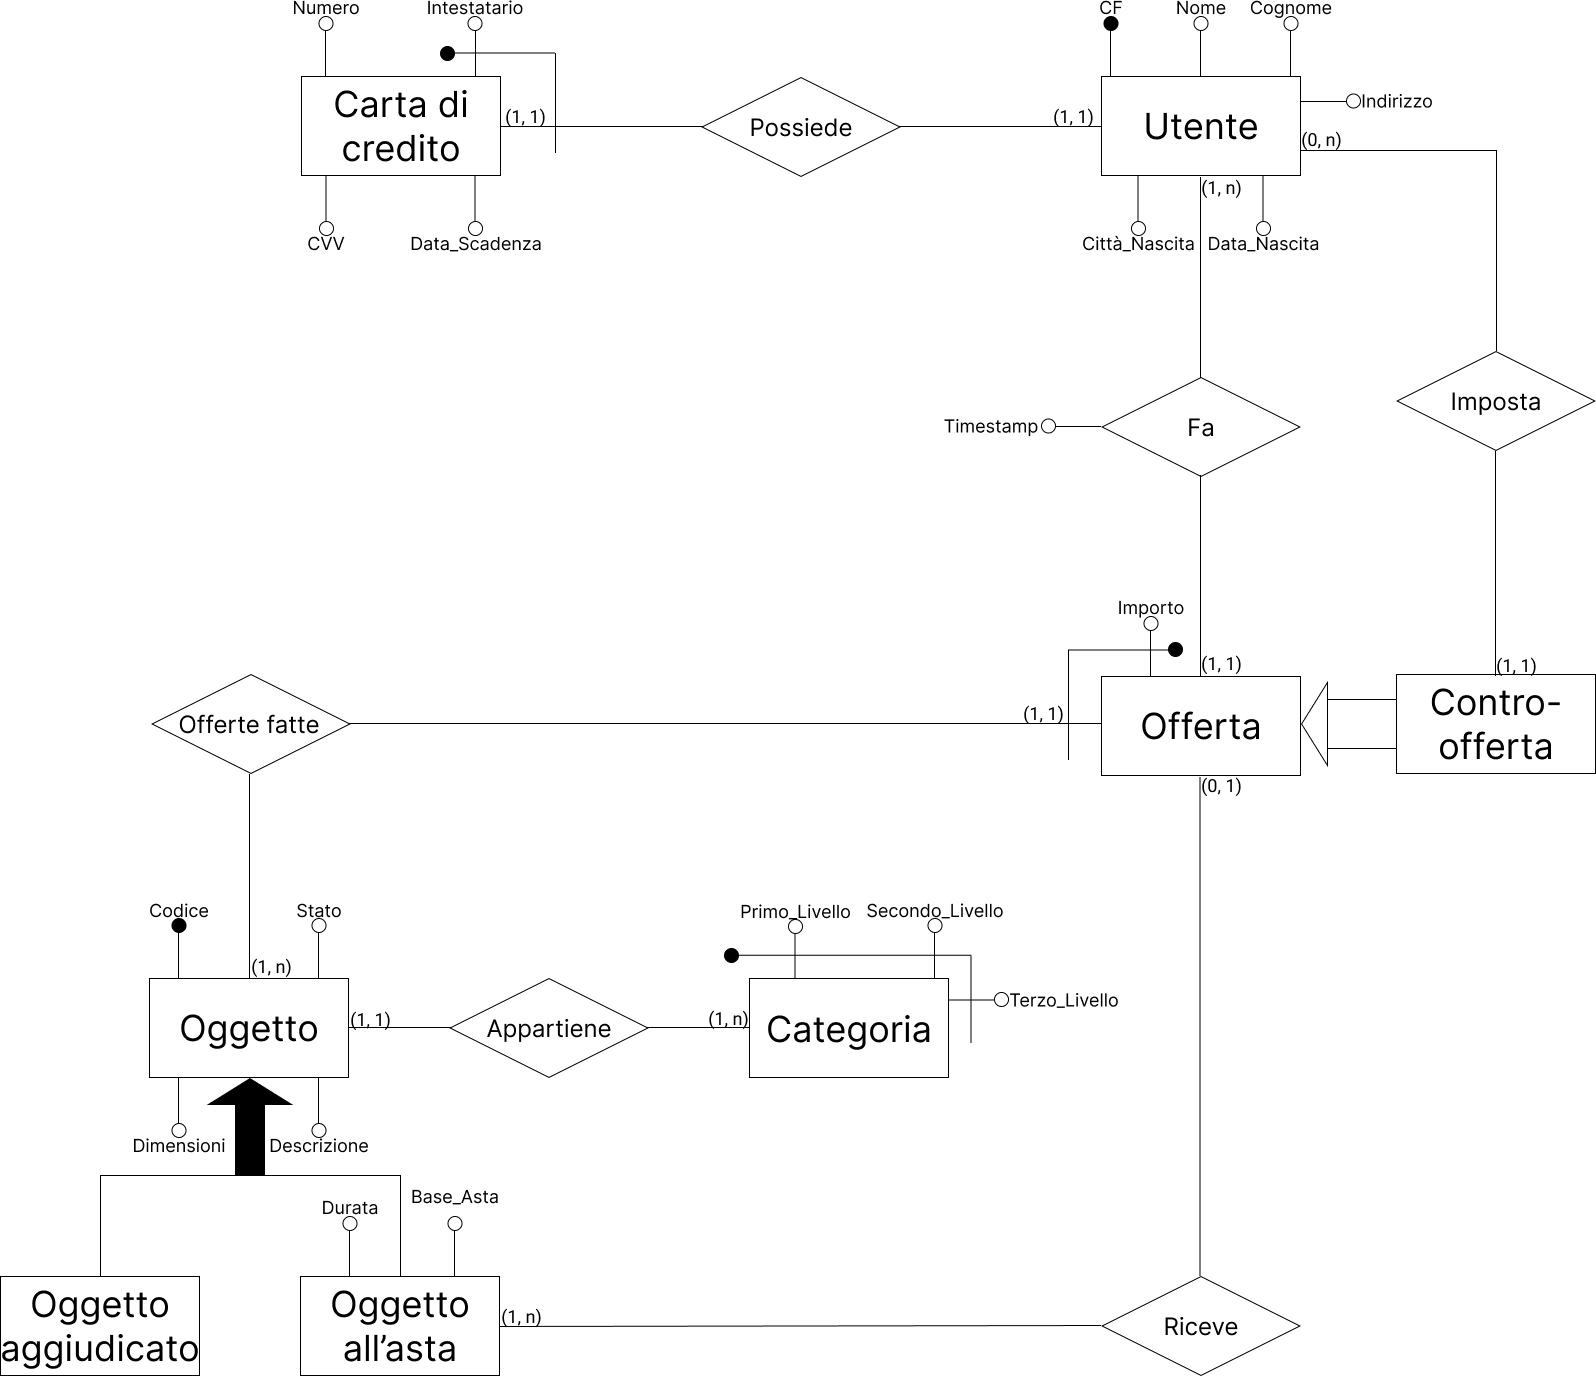 Numero
Intestatario
CF
Nome
Cognome
Carta di
credito
(1, 1)
Possiede
(1, 1)
Utente
Indirizzo
(0, n)
(1, n)
CVV
Data_Scadenza
Città_Nascita
Data_Nascita
Imposta
Timestamp
Fa
Importo
(1, 1)
(1, 1)
Offerte fatte
(1, 1)
Offerta
Contro-
offerta
(0, 1)
Codice
Stato
Primo_Livello
Secondo_Livello
(1, n)
Oggetto
(1, 1)
Appartiene
(1, n)
Categoria
Terzo_Livello
Dimensioni
Descrizione
Durata
Base_Asta
Oggetto
aggiudicato
Oggetto
all’asta
(1, n)
Riceve